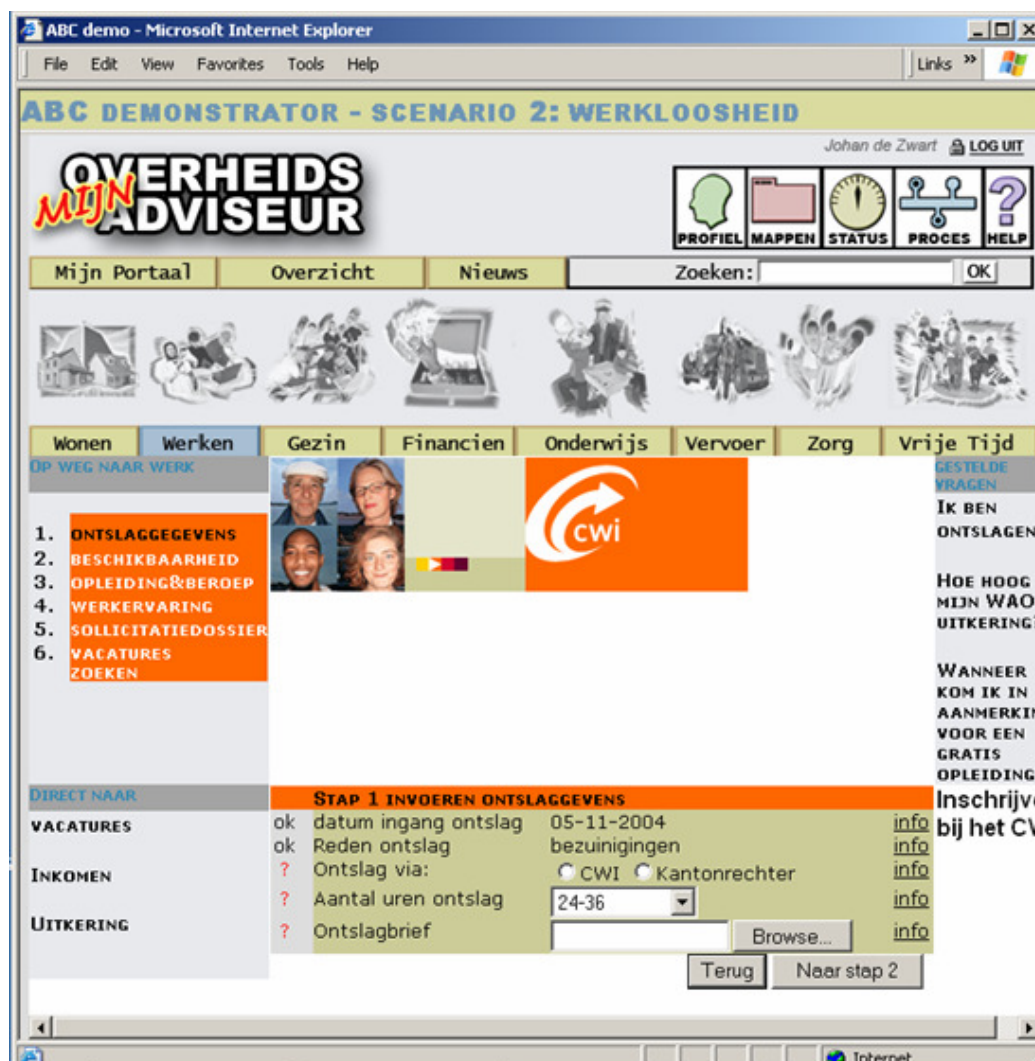 ABC demo - Microsoft Internet Explorer
File Edit View Favorites Tools Help
Links »
ABC DEMONSTRATOR - SCENARIO 2: WERKLOOSHEID
Johan de Zwart LOG UIT
MIJN OVERHEIDS
ADVISEUR
PROFIEL MAPPEN STATUS PROCES HELP
Mijn Portaal Overzicht Nieuws Zoeken: OK
Wonen Werken Gezin Financien Onderwijs Vervoer Zorg Vrije Tijd
OP WEG NAAR WERK
1. ONTSLAGGEGEVENS
2. BESCHIKBAARHEID
3. OPLEIDING&BEROEP
4. WERKERVARING
5. SOLLICITATIEDOSSIER
6. VACATURES
ZOEKEN
cwi
GESTELDE
VRAGEN
IK BEN
ONTSLAGEN
HOE HOOG
MIJN WAO
UITKERING
WANNEER
KOM IK IN
AANMERKIN
VOOR EEN
GRATIS
OPLEIDING
Inschrijv
bij het CV
DIRECT NAAR
VACATURES
INKOMEN
UITKERING
STAP 1 INVOEREN ONTSLAGGEVENS
ok datum ingang ontslag 05-11-2004 info
ok Reden ontslag bezuinigingen info
? Ontslag via: CWI Kantonrechter info
? Aantal uren ontslag 24-36 info
? Ontslagbrief Browse... info
Terug Naar stap 2
Internet